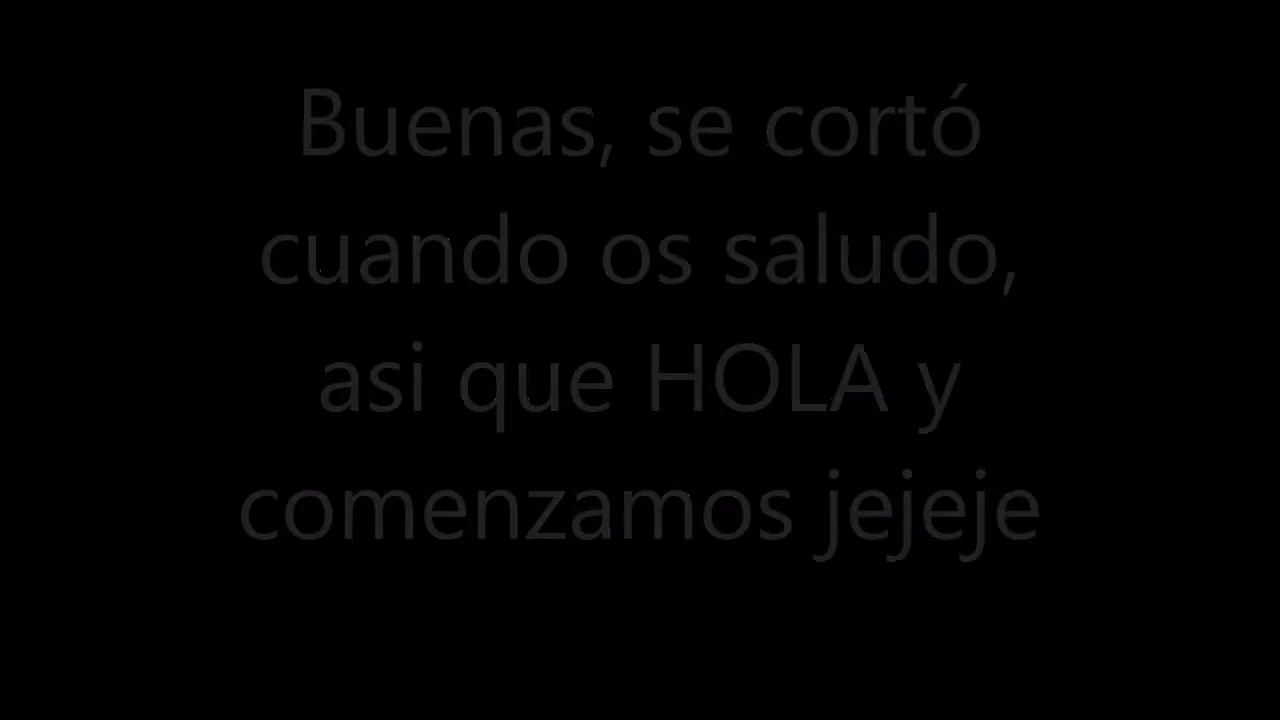 Buenas, se cortó
cuando os saludo,
asi que HOLA y
comenzamos jejeje